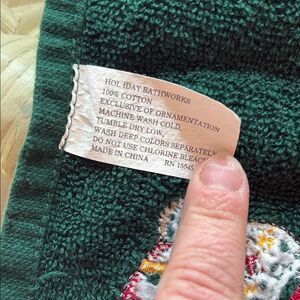 HOLIDAY BATHWORKS
100% COTTON
EXCLUSIVE OF ORNAMENTATION
MACHINE WASH COLD,
TUMBLE DRY LOW,
WASH DEEP COLORS SEPARATELY
DO NOT USE CHLORINE BLEACH
MADE IN CHINA RN 15545